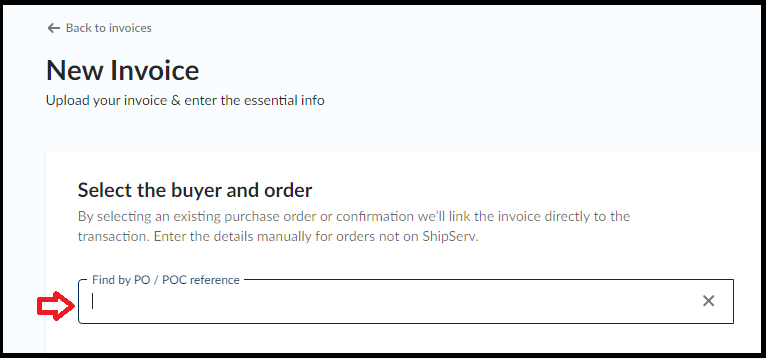 Back to invoices
New Invoice
Upload your invoice & enter the essential info
Select the buyer and order
By selecting an existing purchase order or confirmation we'll link the invoice directly to the
transaction. Enter the details manually for orders not on ShipServ.
Find by PO / POC reference